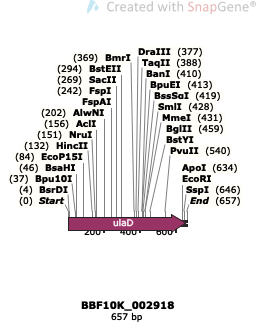 Created with SnapGene®
DraIII (377)
(369) BmrI
TaqII (388)
(294) BstEII
BanI (410)
(269) SacII
BpuEI (413)
(242) FspI
BssSαI (419)
FspAI
SmlI (428)
(202) AlwNI
MmeI (431)
(156) AclI
BglII (459)
(151) NruI
BstYI
(132) HincII
PvuII (540)
(84) EcoP15I
(46) BsaHI
ApoI (634)
(37) Bpu10I
EcoRI
(4) BsrDI
SspI (646)
(0) Start
End (657)
ulaD
200 400 600
BBF10K_002918
657 bp